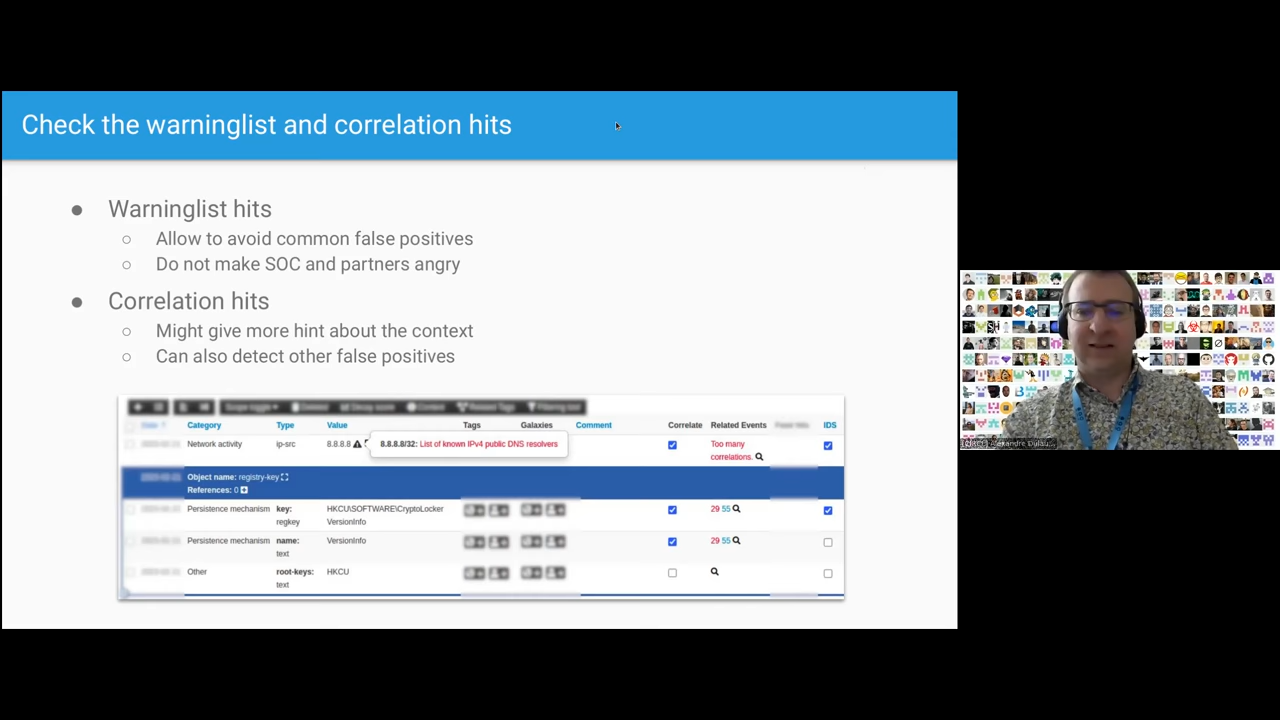 Check the warninglist and correlation hits
● Warninglist hits
○ Allow to avoid common false positives
○ Do not make SOC and partners angry
● Correlation hits
○ Might give more hint about the context
○ Can also detect other false positives
Category Type Value Tags Galaxies Comment Correlate Related Events IDS
Network activity ip-src 8.8.8.8 8.8.8.8/32: List of known IPv4 public DNS resolvers Too many
correlations.
Object name: registry-key
References: 0
Persistence mechanism key: HKCU\SOFTWARE\CryptoLocker 29 55
regkey VersionInfo
Persistence mechanism name: VersionInfo 29 55
text
Other root-keys: HKCU
text